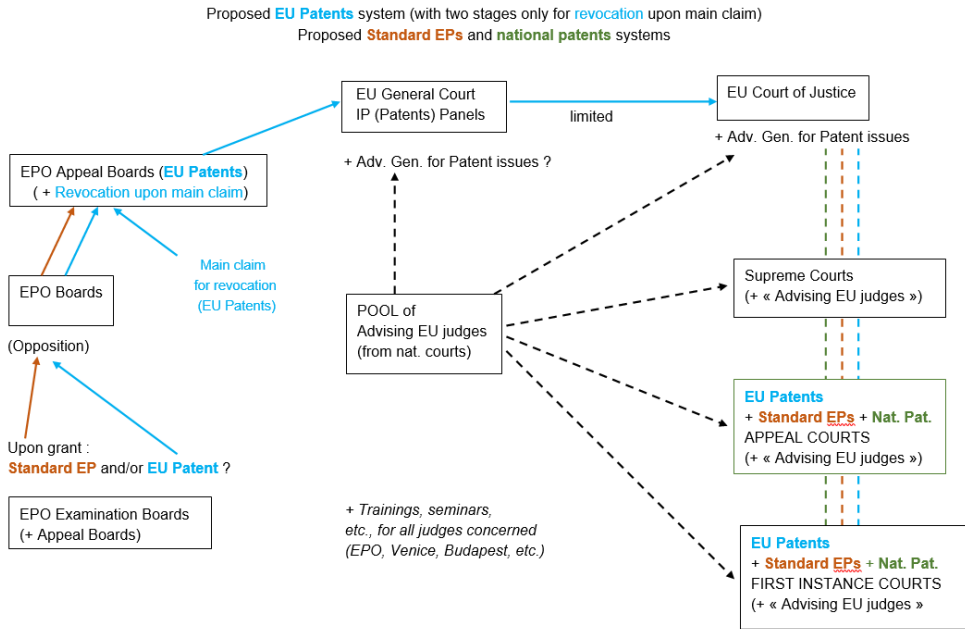 Proposed EU Patents system (with two stages only for revocation upon main claim)
Proposed Standard EPs and national patents systems
EU General Court
IP (Patents) Panels
limited
EU Court of Justice
+ Adv. Gen. for Patent issues ?
+ Adv. Gen. for Patent issues
EPO Appeal Boards (EU Patents)
( + Revocation upon main claim)
Main claim
for revocation
(EU Patents)
EPO Boards
(Opposition)
POOL of
Advising EU judges
(from nat. courts)
Supreme Courts
(+ « Advising EU judges »)
EU Patents
+ Standard EPs + Nat. Pat.
APPEAL COURTS
(+ « Advising EU judges »)
Upon grant :
Standard EP and/or EU Patent ?
EPO Examination Boards
(+ Appeal Boards)
+ Trainings, seminars,
etc., for all judges concerned
(EPO, Venice, Budapest, etc.)
EU Patents
+ Standard EPs + Nat. Pat.
FIRST INSTANCE COURTS
(+ « Advising EU judges »